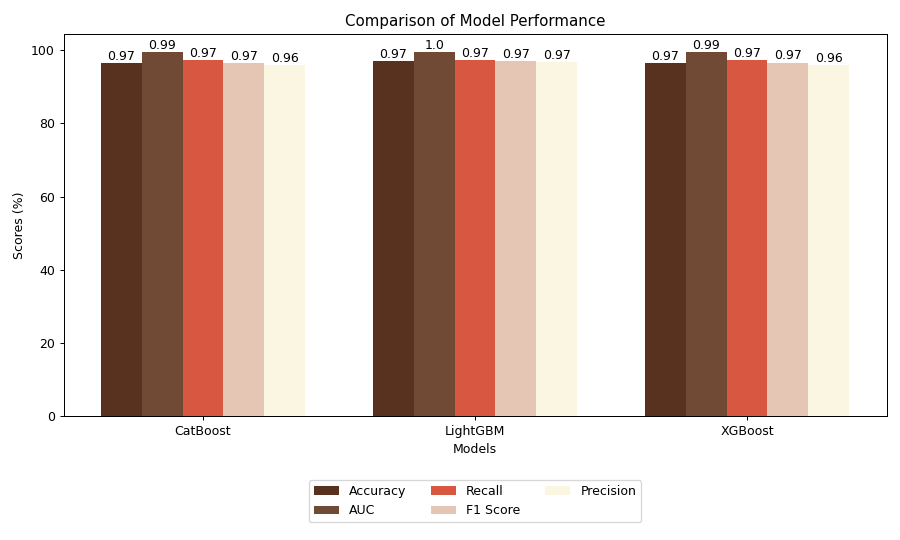 Comparison of Model Performance
100
80
60
40
20
0
Scores (%)
0.97 0.99 0.97 0.97 0.96
0.97 1.0 0.97 0.97 0.97
0.97 0.99 0.97 0.97 0.96
CatBoost LightGBM XGBoost
Models
Accuracy Recall Precision
AUC F1 Score